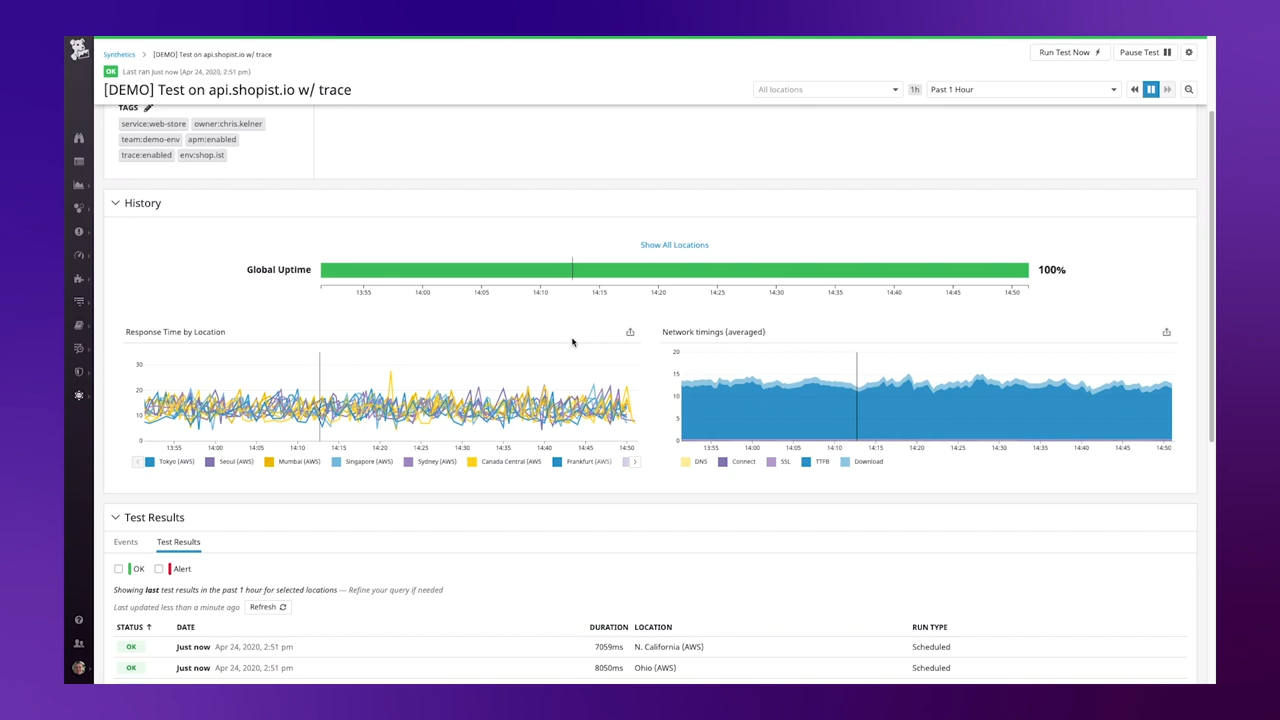 Synthetics > [DEMO] Test on api.shopist.io w/ trace
Run Test Now
Pause Test
OK Last ran Just now (Apr 24, 2020, 2:51 pm)
[DEMO] Test on api.shopist.io w/ trace
All locations
1h Past 1 Hour
TAGS
service:web-store owner:chris.kelner
team:demo-env apm:enabled
trace:enabled env:shop.ist
History
Show All Locations
Global Uptime
100%
13:55 14:00 14:05 14:10 14:15 14:20 14:25 14:30 14:35 14:40 14:45 14:50
Response Time by Location
30
20
10
0
13:55 14:00 14:05 14:10 14:15 14:20 14:25 14:30 14:35 14:40 14:45 14:50
Tokyo (AWS) Seoul (AWS) Mumbai (AWS) Singapore (AWS) Sydney (AWS) Canada Central (AWS Frankfurt (AWS)
Network timings (averaged)
20
15
10
5
0
13:55 14:00 14:05 14:10 14:15 14:20 14:25 14:30 14:35 14:40 14:45 14:50
DNS Connect SSL TTFB Download
Test Results
Events Test Results
OK Alert
Showing last test results in the past 1 hour for selected locations — Refine your query if needed
Last updated less than a minute ago Refresh
STATUS DATE DURATION LOCATION RUN TYPE
OK Just now Apr 24, 2020, 2:51 pm 7059ms N. California (AWS) Scheduled
OK Just now Apr 24, 2020, 2:51 pm 8050ms Ohio (AWS) Scheduled